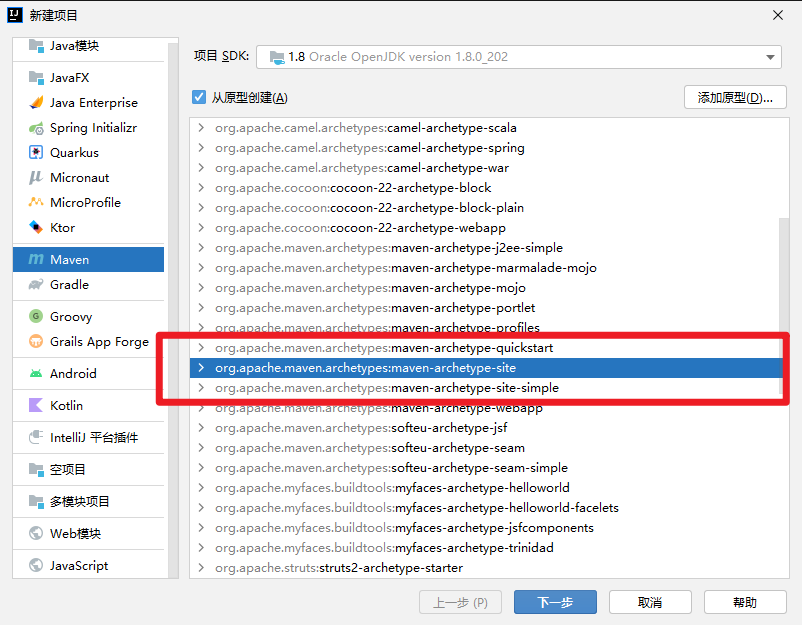 新建项目
Java模块
JavaFX
Java Enterprise
Spring Initializr
Quarkus
Micronaut
MicroProfile
Ktor
Maven
Gradle
Groovy
Grails App Forge
Android
Kotlin
IntelliJ 平台插件
空项目
多模块项目
Web模块
JavaScript
项目 SDK: 1.8 Oracle OpenJDK version 1.8.0_202
从原型创建(A) 添加原型(D)...
org.apache.camel.archetypes:camel-archetype-scala
org.apache.camel.archetypes:camel-archetype-spring
org.apache.camel.archetypes:camel-archetype-war
org.apache.cocoon:cocoon-22-archetype-block
org.apache.cocoon:cocoon-22-archetype-block-plain
org.apache.cocoon:cocoon-22-archetype-webapp
org.apache.maven.archetypes:maven-archetype-j2ee-simple
org.apache.maven.archetypes:maven-archetype-marmalade-mojo
org.apache.maven.archetypes:maven-archetype-mojo
org.apache.maven.archetypes:maven-archetype-portlet
org.apache.maven.archetypes:maven-archetype-profiles
org.apache.maven.archetypes:maven-archetype-quickstart
org.apache.maven.archetypes:maven-archetype-site
org.apache.maven.archetypes:maven-archetype-site-simple
org.apache.maven.archetypes:maven-archetype-webapp
org.apache.maven.archetypes:softeu-archetype-jsf
org.apache.maven.archetypes:softeu-archetype-seam
org.apache.maven.archetypes:softeu-archetype-seam-simple
org.apache.myfaces.buildtools:myfaces-archetype-helloworld
org.apache.myfaces.buildtools:myfaces-archetype-helloworld-facelets
org.apache.myfaces.buildtools:myfaces-archetype-jsfcomponents
org.apache.myfaces.buildtools:myfaces-archetype-trinidad
org.apache.struts:struts2-archetype-starter
上一步 (P) 下一步 取消 帮助